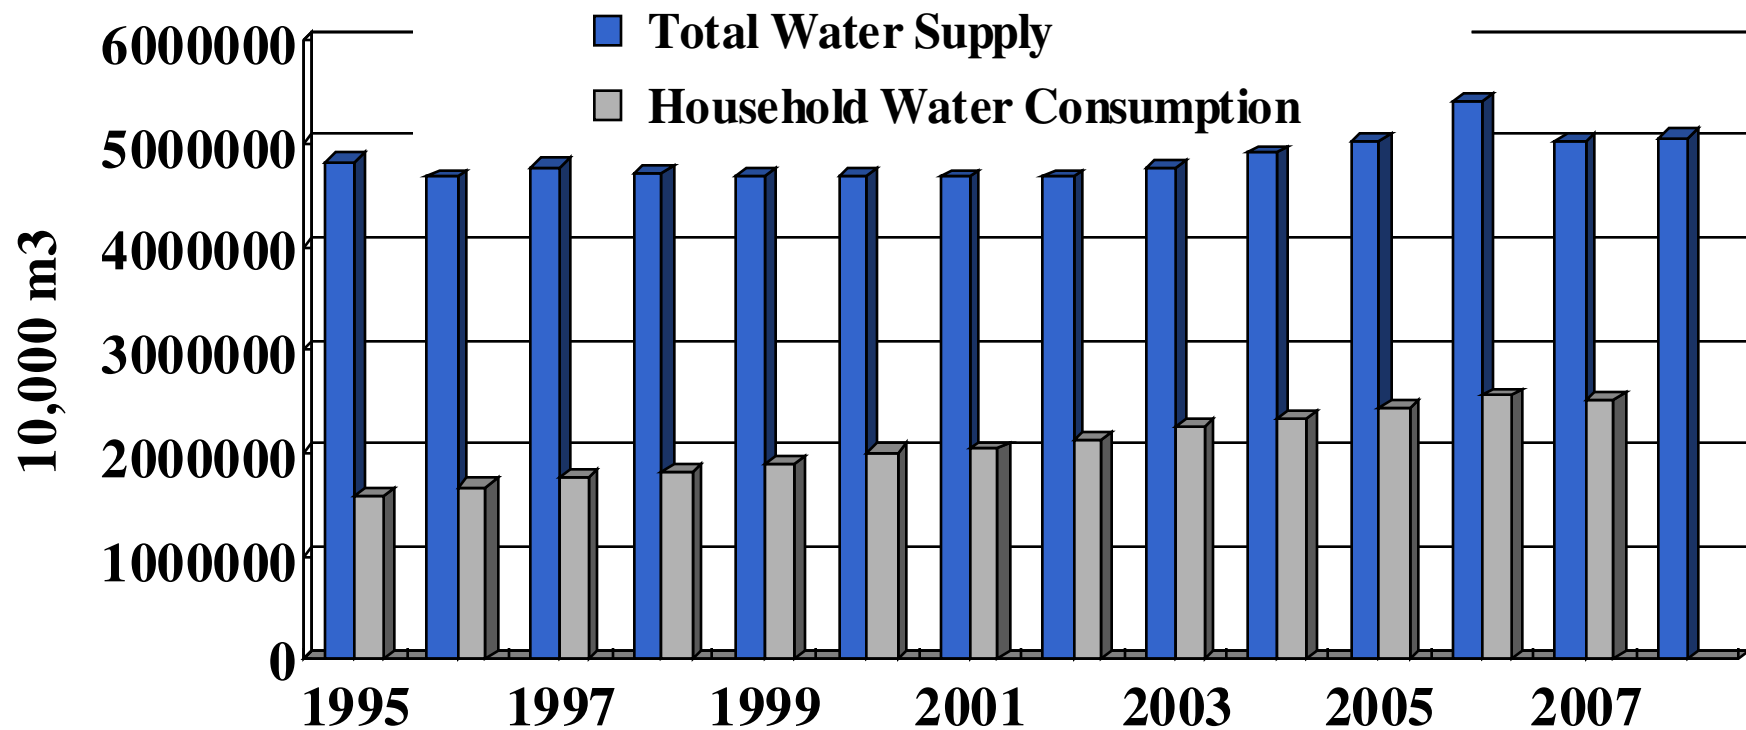 Total Water Supply
Household Water Consumption
10,000 m3
6000000
5000000
4000000
3000000
2000000
1000000
0
1995 1997 1999 2001 2003 2005 2007